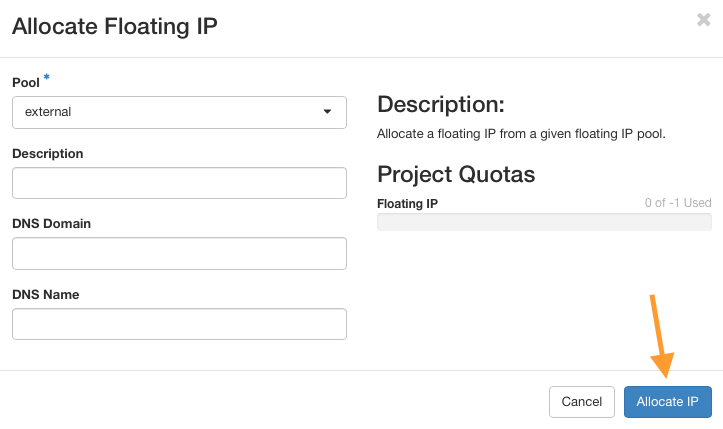 Allocate Floating IP
Pool *
external
Description
DNS Domain
DNS Name
Description:
Allocate a floating IP from a given floating IP pool.
Project Quotas
Floating IP 0 of -1 Used
Cancel Allocate IP